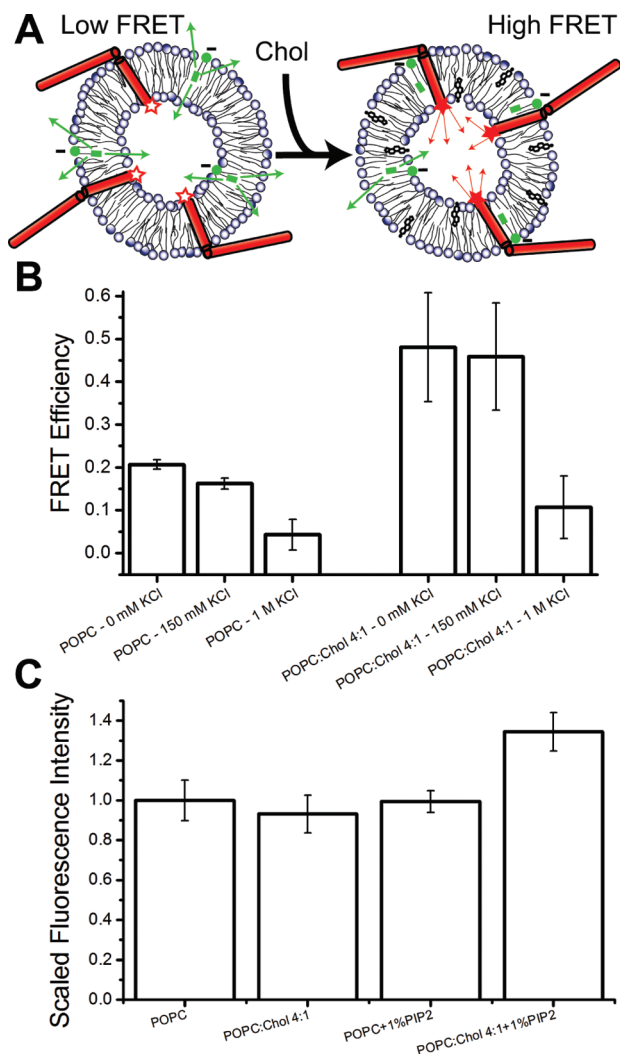 A
Low FRET
Chol
High FRET
−
−
−
−
−
−
−
B
FRET Efficiency
0.6
0.5
0.4
0.2
0.1
0.0
POPC - 0 mM KCl
POPC - 150 mM KCl
POPC - 1 M KCl
POPC:Chol 4:1 - 0 mM KCl
POPC:Chol 4:1 - 150 mM KCl
POPC:Chol 4:1 - 1 M KCl
C
Scaled Fluorescence Intensity
1.4
1.2
1.0
0.8
0.6
0.4
0.2
0.0
POPC
POPC:Chol 4:1
POPC+1%PIP2
POPC:Chol 4:1+1%PIP2